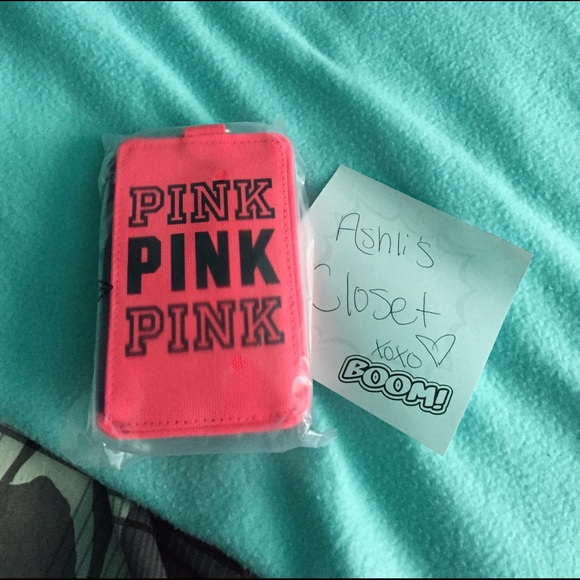 PINK
PINK
PINK
Ashli's
Closet
xoxo♡
BOOM!